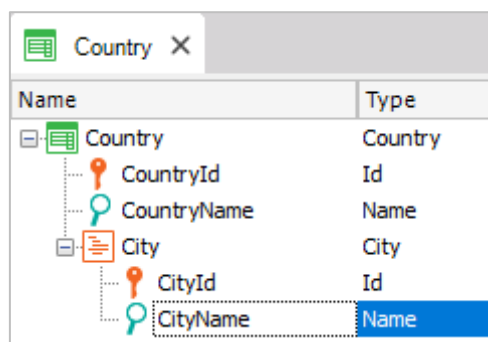 Country
Name Type
Country Country
CountryId Id
CountryName Name
City City
CityId Id
CityName Name